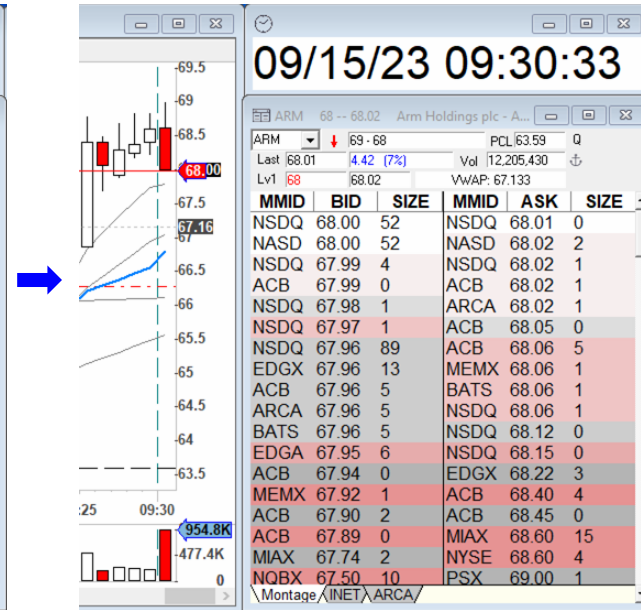 09/15/23 09:30:33
69.5
69
68.5
68.00
67.5
67.16
67
66.5
66
65.5
65
64.5
64
63.5
:25 09:30
954.8K
477.4K
0
ARM 68 -- 68.02 Arm Holdings plc - A...
ARM 69 - 68 PCL 63.59 Q
Last 68.01 4.42 (7%) Vol 12,205,430
Lv1 68 68.02 VWAP: 67.133
MMID BID SIZE MMID ASK SIZE
NSDQ 68.00 52 NSDQ 68.01 0
NASD 68.00 52 NASD 68.02 2
NSDQ 67.99 4 NSDQ 68.02 1
ACB 67.99 0 ACB 68.02 1
NSDQ 67.98 1 ARCA 68.02 1
NSDQ 67.97 1 ACB 68.05 0
NSDQ 67.96 89 ACB 68.06 5
EDGX 67.96 13 MEMX 68.06 1
ACB 67.96 5 BATS 68.06 1
ARCA 67.96 5 NSDQ 68.06 1
BATS 67.96 5 NSDQ 68.12 0
EDGA 67.95 6 NSDQ 68.15 0
ACB 67.94 0 EDGX 68.22 3
MEMX 67.92 1 ACB 68.40 4
ACB 67.90 2 ACB 68.45 0
ACB 67.89 0 MIAX 68.60 15
MIAX 67.74 2 NYSE 68.60 4
NQBX 67.50 10 PSX 69.00 1
Montage INET ARCA